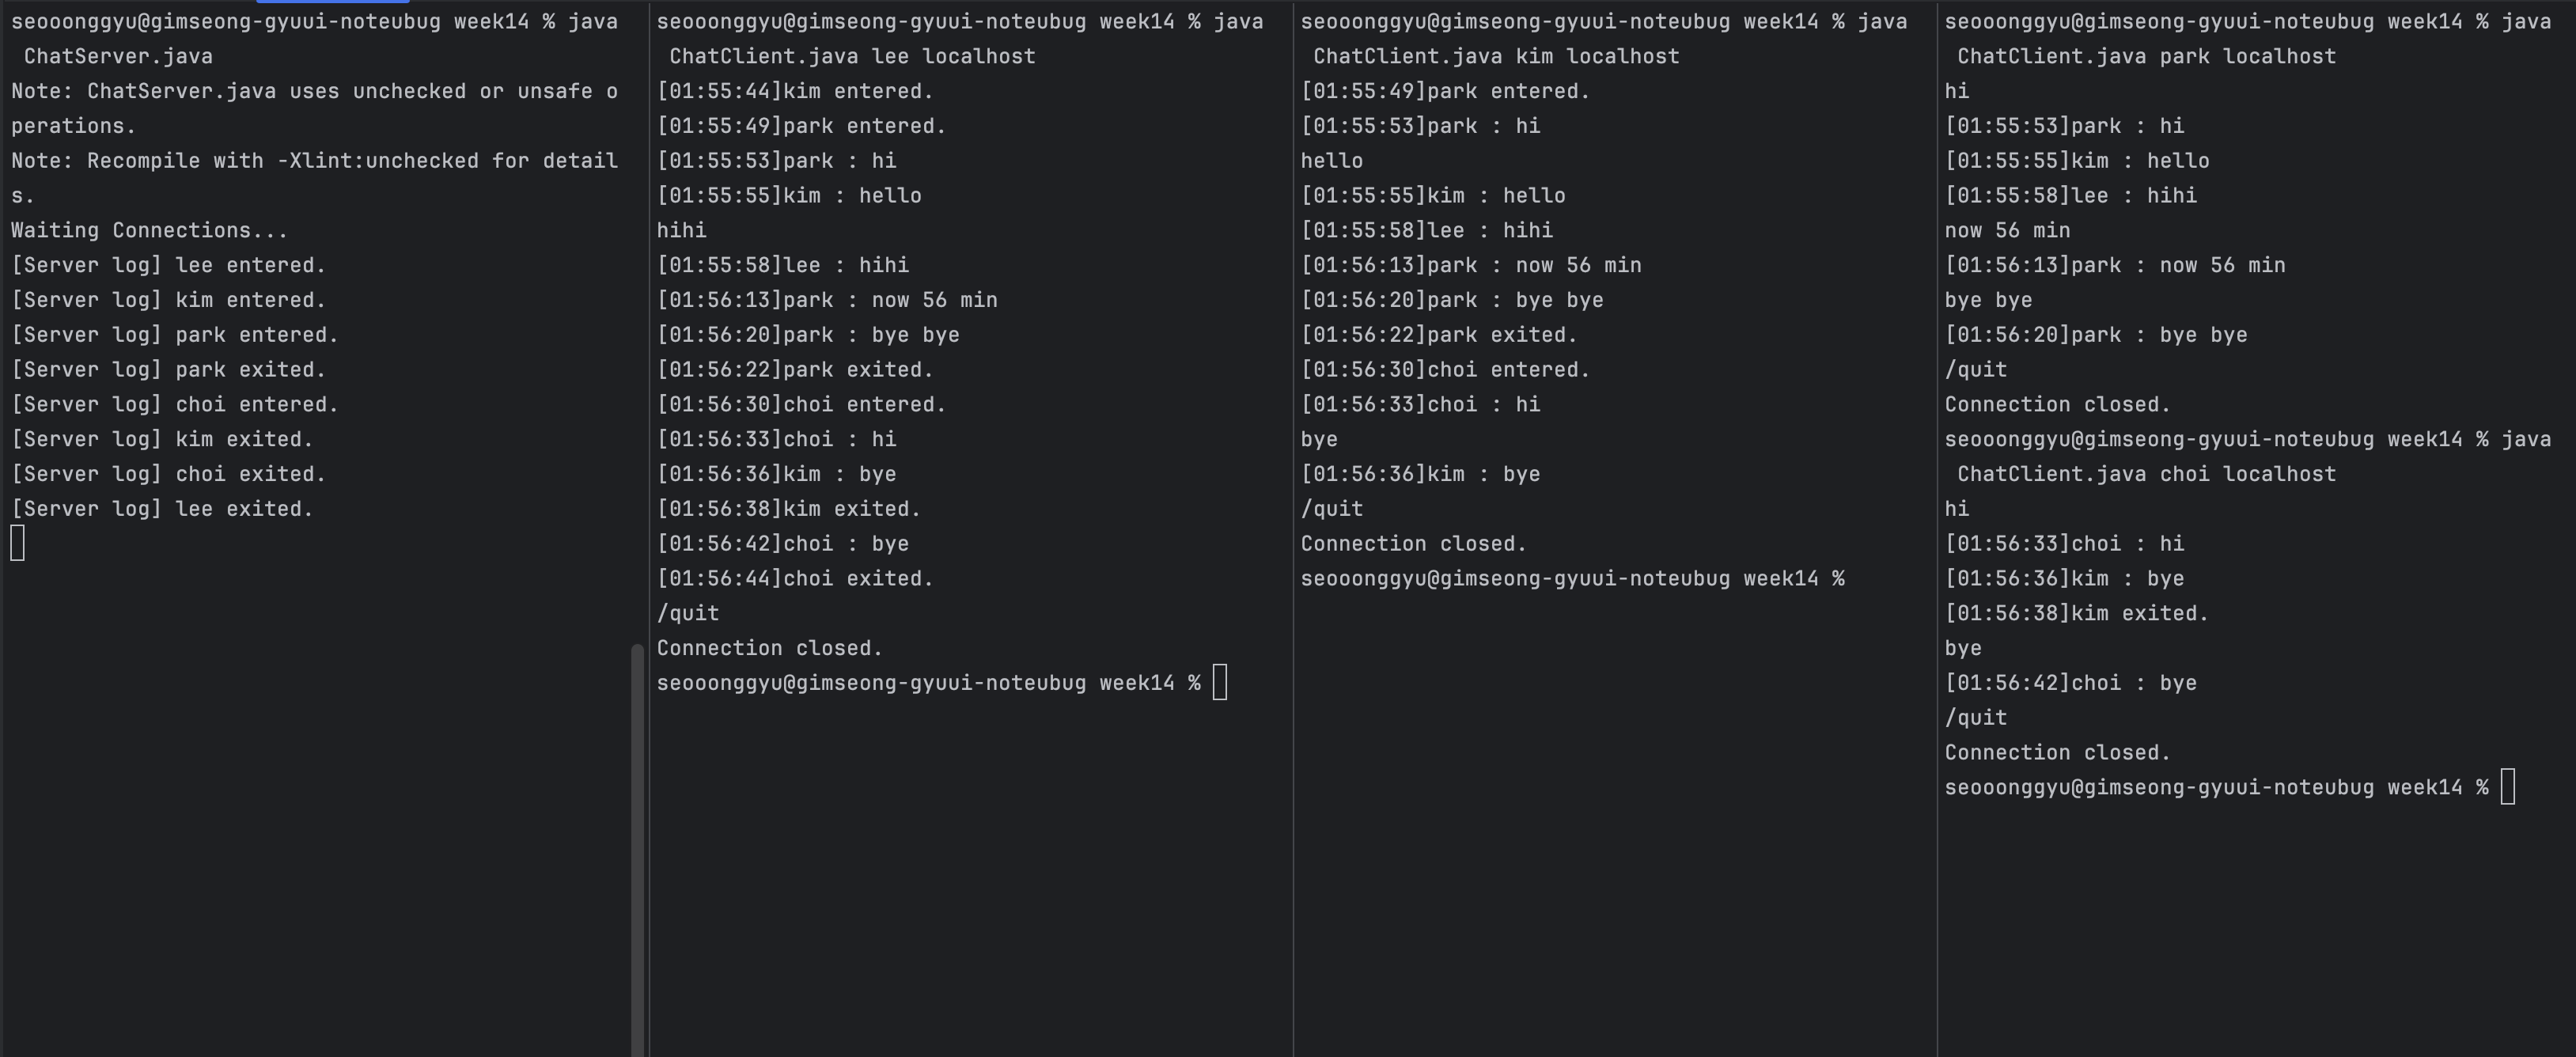 seooonggyu@gimseong-gyuui-noteubug week14 % java
 ChatServer.java
Note: ChatServer.java uses unchecked or unsafe o
perations.
Note: Recompile with -Xlint:unchecked for detail
s.
Waiting Connections...
[Server log] lee entered.
[Server log] kim entered.
[Server log] park entered.
[Server log] park exited.
[Server log] choi entered.
[Server log] kim exited.
[Server log] choi exited.
[Server log] lee exited.
seooonggyu@gimseong-gyuui-noteubug week14 % java
 ChatClient.java lee localhost
[01:55:44]kim entered.
[01:55:49]park entered.
[01:55:53]park : hi
[01:55:55]kim : hello
hihi
[01:55:58]lee : hihi
[01:56:13]park : now 56 min
[01:56:20]park : bye bye
[01:56:22]park exited.
[01:56:30]choi entered.
[01:56:33]choi : hi
[01:56:36]kim : bye
[01:56:38]kim exited.
[01:56:42]choi : bye
[01:56:44]choi exited.
/quit
Connection closed.
seooonggyu@gimseong-gyuui-noteubug week14 %
seooonggyu@gimseong-gyuui-noteubug week14 % java
 ChatClient.java kim localhost
[01:55:49]park entered.
[01:55:53]park : hi
hello
[01:55:55]kim : hello
[01:55:58]lee : hihi
[01:56:13]park : now 56 min
[01:56:20]park : bye bye
[01:56:22]park exited.
[01:56:30]choi entered.
[01:56:33]choi : hi
bye
[01:56:36]kim : bye
/quit
Connection closed.
seooonggyu@gimseong-gyuui-noteubug week14 %
seooonggyu@gimseong-gyuui-noteubug week14 % java
 ChatClient.java park localhost
hi
[01:55:53]park : hi
[01:55:55]kim : hello
[01:55:58]lee : hihi
now 56 min
[01:56:13]park : now 56 min
bye bye
[01:56:20]park : bye bye
/quit
Connection closed.
seooonggyu@gimseong-gyuui-noteubug week14 % java
 ChatClient.java choi localhost
hi
[01:56:33]choi : hi
[01:56:36]kim : bye
[01:56:38]kim exited.
bye
[01:56:42]choi : bye
/quit
Connection closed.
seooonggyu@gimseong-gyuui-noteubug week14 %